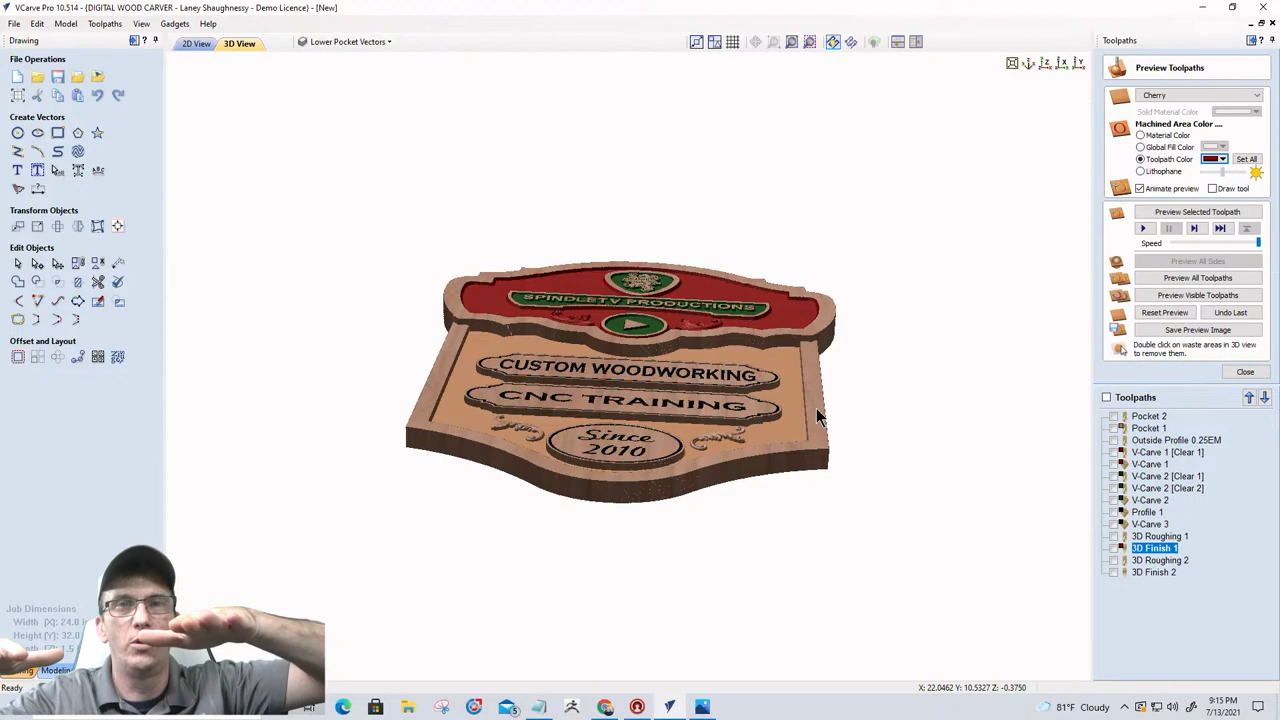 VCarve Pro 10.514 - {DIGITAL WOOD CARVER - Laney Shaughnessy - Demo Licence} - [New]
File Edit Model Toolpaths View Gadgets Help
Drawing
2D View 3D View Lower Pocket Vectors
Toolpaths
File Operations
Create Vectors
Transform Objects
Edit Objects
Offset and Layout
Job Dimensions
Width [X]: 24.0
Height [Y]: 32.0
Modeling
Ready
SPINDLETV PRODUCTIONS
CUSTOM WOODWORKING
CNC TRAINING
Since
2010
Preview Toolpaths
Cherry
Solid Material Color
Machined Area Color ....
Material Color
Global Fill Color
Toolpath Color Set All
Lithophane
Animate preview Draw tool
Preview Selected Toolpath
Speed
Preview All Sides
Preview All Toolpaths
Preview Visible Toolpaths
Reset Preview Undo Last
Save Preview Image
Double click on waste areas in 3D view
to remove them.
Close
Toolpaths
Pocket 2
Pocket 1
Outside Profile 0.25EM
V-Carve 1 [Clear 1]
V-Carve 1
V-Carve 2 [Clear 1]
V-Carve 2 [Clear 2]
V-Carve 2
Profile 1
V-Carve 3
3D Roughing 1
3D Finish 1
3D Roughing 2
3D Finish 2
X: 22.0462 Y: 10.5327 Z: -0.3750
81°F Cloudy
9:15 PM
7/13/2021